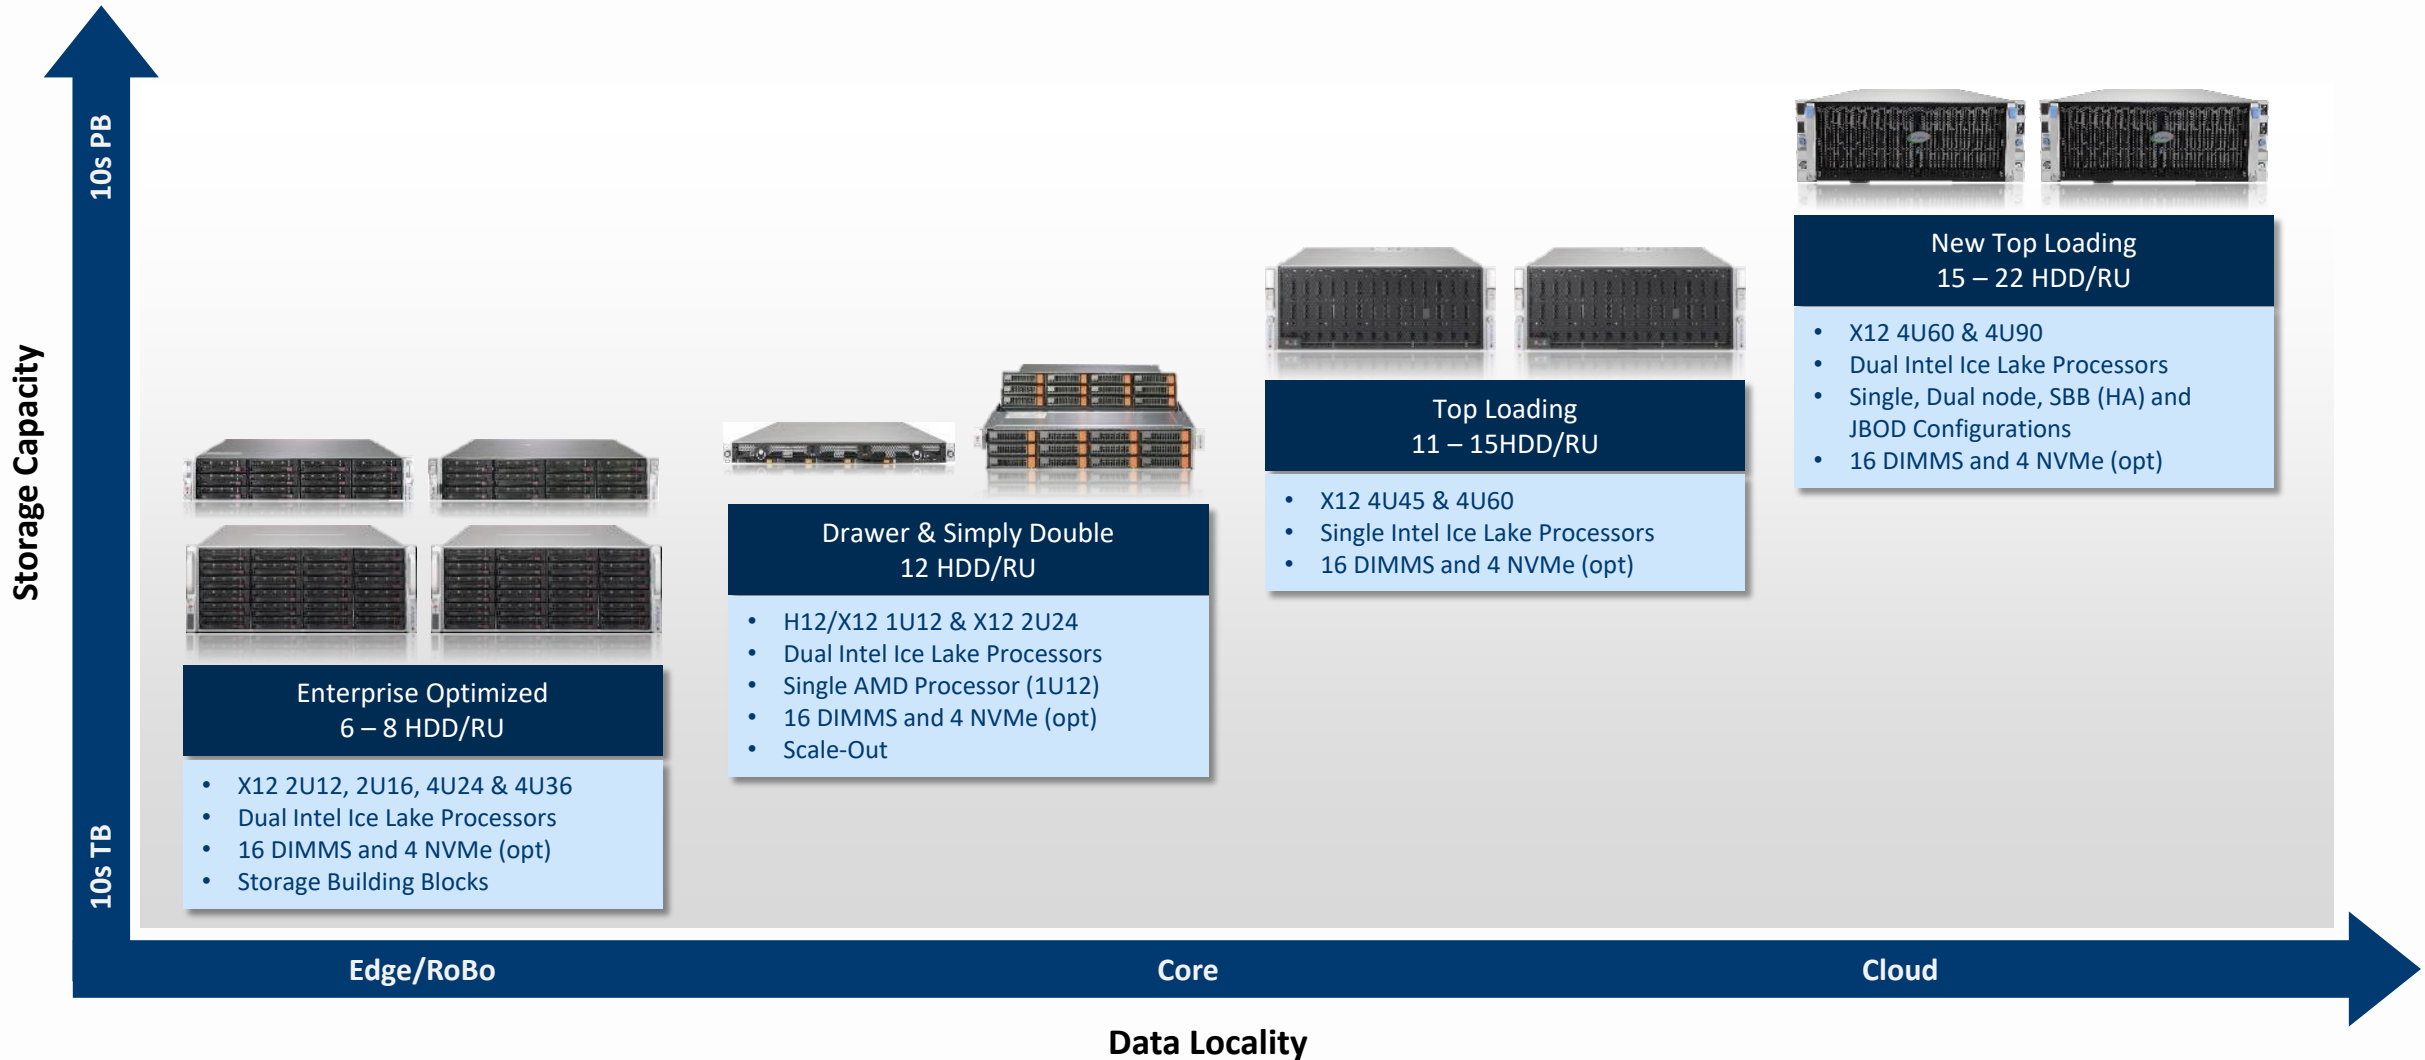 Storage Capacity
10s PB
10s TB
Enterprise Optimized
6 – 8 HDD/RU
• X12 2U12, 2U16, 4U24 & 4U36
• Dual Intel Ice Lake Processors
• 16 DIMMS and 4 NVMe (opt)
• Storage Building Blocks
Drawer & Simply Double
12 HDD/RU
• H12/X12 1U12 & X12 2U24
• Dual Intel Ice Lake Processors
• Single AMD Processor (1U12)
• 16 DIMMS and 4 NVMe (opt)
• Scale-Out
Top Loading
11 – 15HDD/RU
• X12 4U45 & 4U60
• Single Intel Ice Lake Processors
• 16 DIMMS and 4 NVMe (opt)
New Top Loading
15 – 22 HDD/RU
• X12 4U60 & 4U90
• Dual Intel Ice Lake Processors
• Single, Dual node, SBB (HA) and
JBOD Configurations
• 16 DIMMS and 4 NVMe (opt)
Edge/RoBo
Core
Cloud
Data Locality